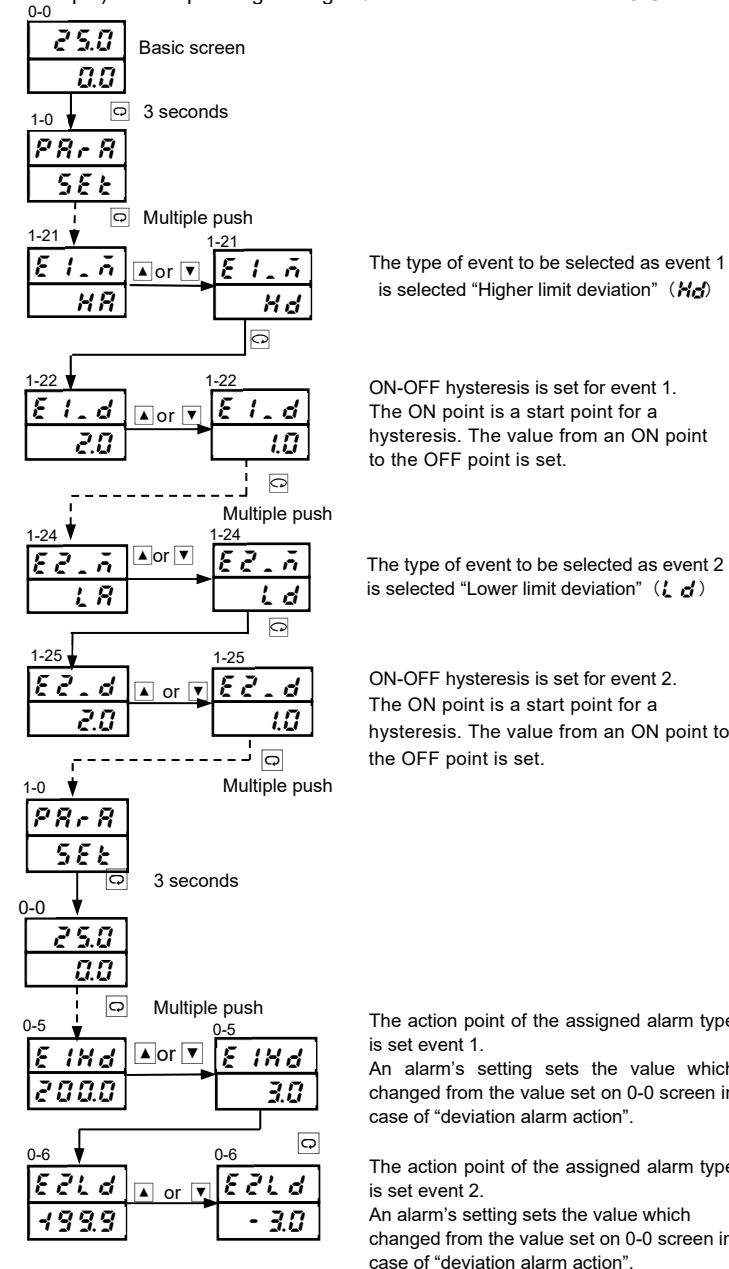 0-0
25.0
Basic screen
0.0
3 seconds
1-0
PArA
SEt
Multiple push
1-21 1-21
E1_m ▲ or ▼ E1_m
HA Hd
The type of event to be selected as event 1
is selected “Higher limit deviation” (Hd)
1-22 1-22
E1_d ▲ or ▼ E1_d
2.0 1.0
ON-OFF hysteresis is set for event 1.
The ON point is a start point for a
hysteresis. The value from an ON point
to the OFF point is set.
Multiple push
1-24 1-24
E2_m ▲or ▼ E2_m
LA Ld
The type of event to be selected as event 2
is selected “Lower limit deviation” (Ld)
1-25 1-25
E2_d ▲ or ▼ E2_d
2.0 1.0
ON-OFF hysteresis is set for event 2.
The ON point is a start point for a
hysteresis. The value from an ON point to
the OFF point is set.
Multiple push
1-0
PArA
SEt
3 seconds
0-0
25.0
0.0
Multiple push
0-5 0-5
E1Hd ▲or ▼ E1Hd
200.0 3.0
The action point of the assigned alarm type
is set event 1.
An alarm’s setting sets the value which
changed from the value set on 0-0 screen in
case of “deviation alarm action”.
0-6 0-6
E2Ld ▲ or ▼ E2Ld
-199.9 -3.0
The action point of the assigned alarm type
is set event 2.
An alarm’s setting sets the value which
changed from the value set on 0-0 screen in
case of “deviation alarm action”.